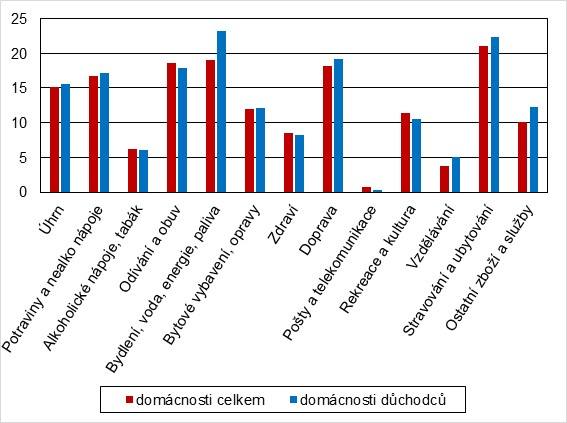 25
20
15
10
5
0
Úhrn
Potraviny a nealko nápoje
Alkoholické nápoje, tabák
Odívání a obuv
Bydlení, voda, energie, paliva
Bytové vybavení, opravy
Zdraví
Doprava
Pošty a telekomunikace
Rekreace a kultura
Vzdělávání
Stravování a ubytování
Ostatní zboží a služby
domácnosti celkem
domácnosti důchodců